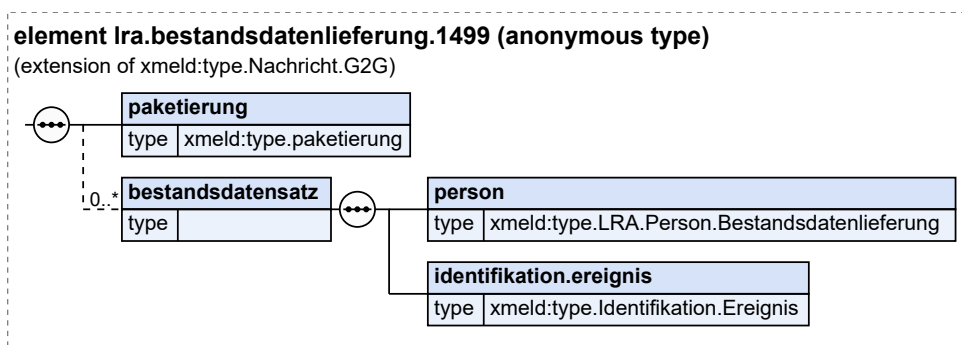 element lra.bestandsdatenlieferung.1499 (anonymous type)
(extension of xmeld:type.Nachricht.G2G)
paketierung
type xmeld:type.paketierung
0..*
bestandsdatensatz
type
person
type xmeld:type.LRA.Person.Bestandsdatenlieferung
identifikation.ereignis
type xmeld:type.Identifikation.Ereignis